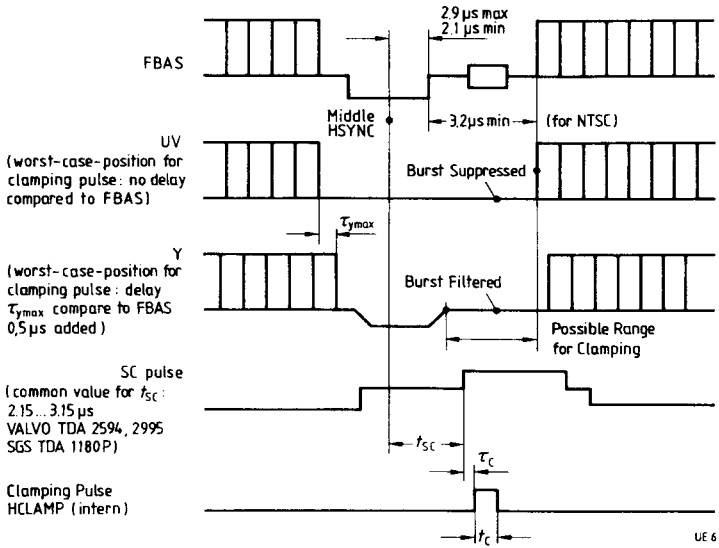 2.9 µs max
2.1 µs min
FBAS
Middle
HSYNC
3.2 µs min
(for NTSC)
UV
(worst-case-position for
clamping pulse: no delay
compared to FBAS)
Burst Suppressed
τymax
Y
(worst-case-position for
clamping pulse: delay
τymax compare to FBAS
0,5 µs added)
Burst Filtered
Possible Range
for Clamping
SC pulse
(common value for tSC:
2.15...3.15 µs
VALVO TDA 2594, 2995
SGS TDA 1180P)
tSC
τC
Clamping Pulse
HCLAMP (intern)
tC
UE 6